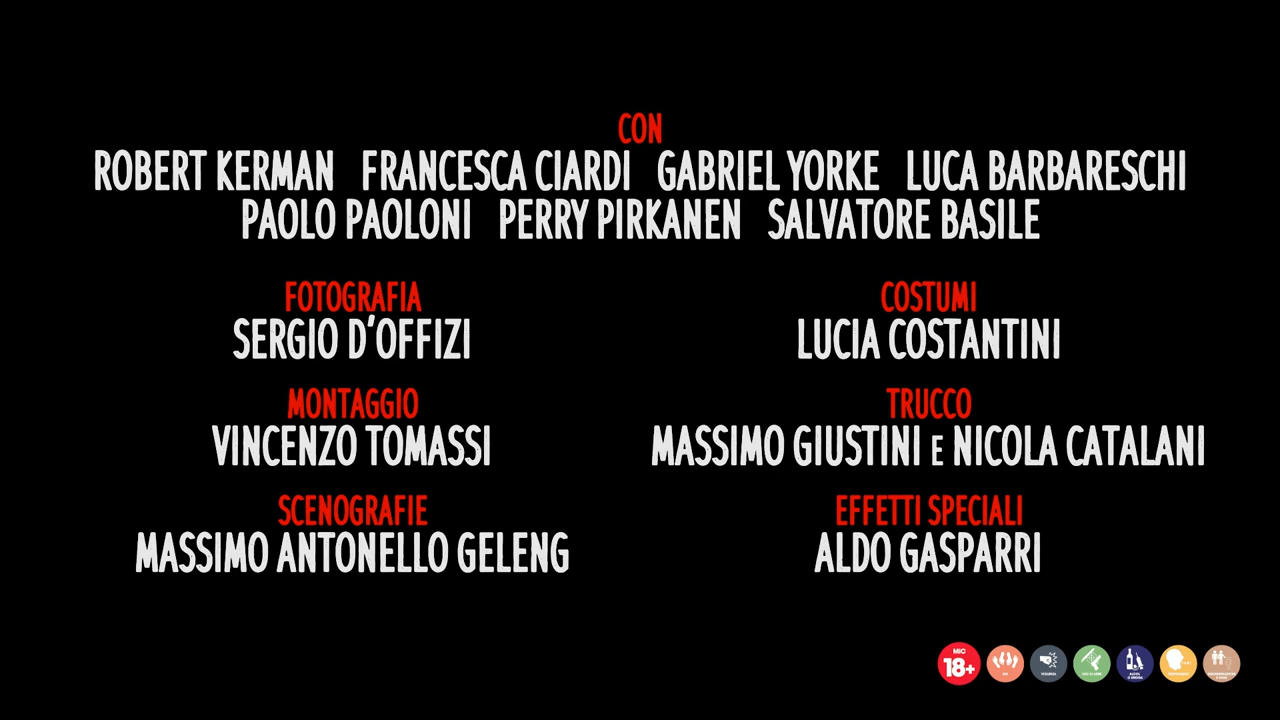 CON
ROBERT KERMAN FRANCESCA CIARDI GABRIEL YORKE LUCA BARBARESCHI
PAOLO PAOLONI PERRY PIRKANEN SALVATORE BASILE
FOTOGRAFIA
SERGIO D'OFFIZI
COSTUMI
LUCIA COSTANTINI
MONTAGGIO
VINCENZO TOMASSI
TRUCCO
MASSIMO GIUSTINI E NICOLA CATALANI
SCENOGRAFIE
MASSIMO ANTONELLO GELENG
EFFETTI SPECIALI
ALDO GASPARRI
MiC
18+